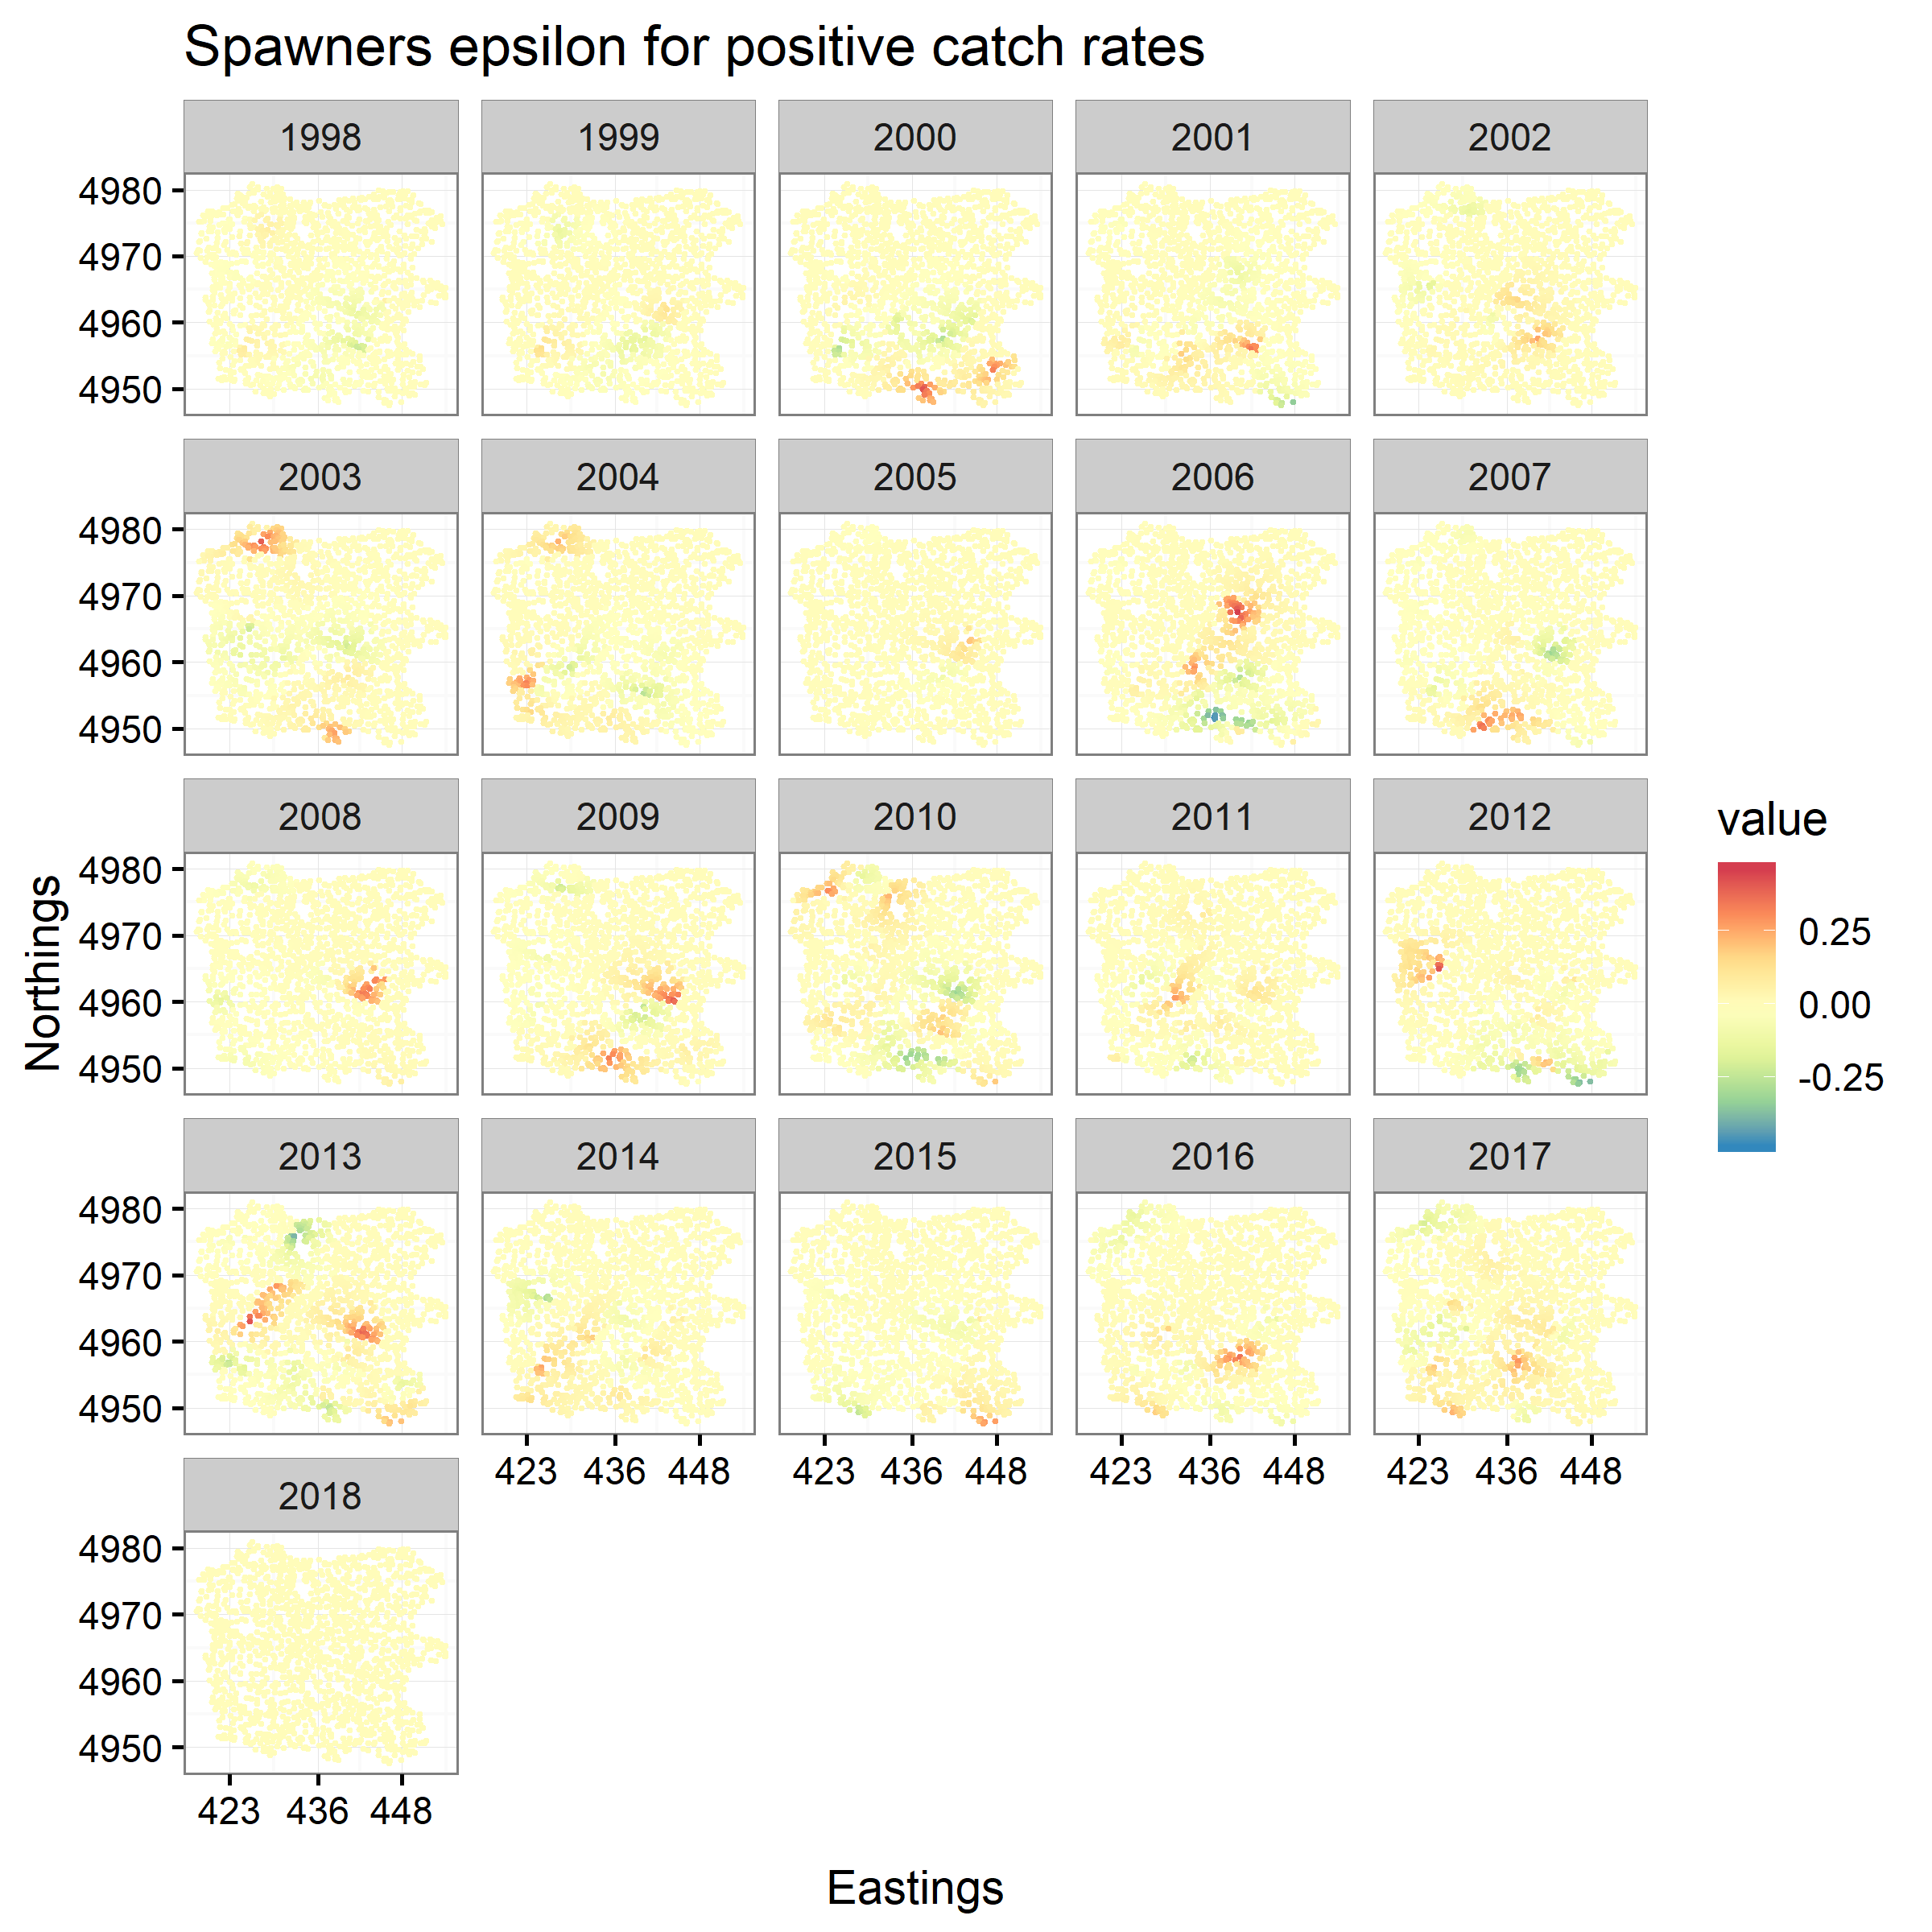 Spawners epsilon for positive catch rates
1998 1999 2000 2001 2002
4980
4970
4960
4950
2003 2004 2005 2006 2007
4980
4970
4960
4950
2008 2009 2010 2011 2012
4980
4970
4960
4950
2013 2014 2015 2016 2017
4980
4970
4960
4950
423 436 448 423 436 448 423 436 448 423 436 448
2018
4980
4970
4960
4950
423 436 448
Northings
Eastings
value
0.25
0.00
-0.25